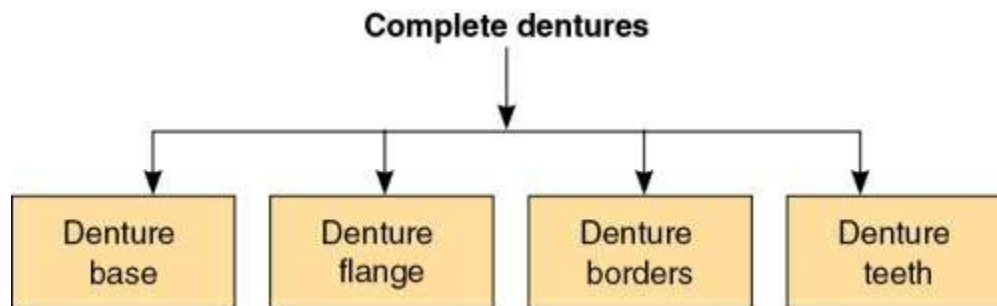 Complete dentures
Denture
base
Denture
flange
Denture
borders
Denture
teeth